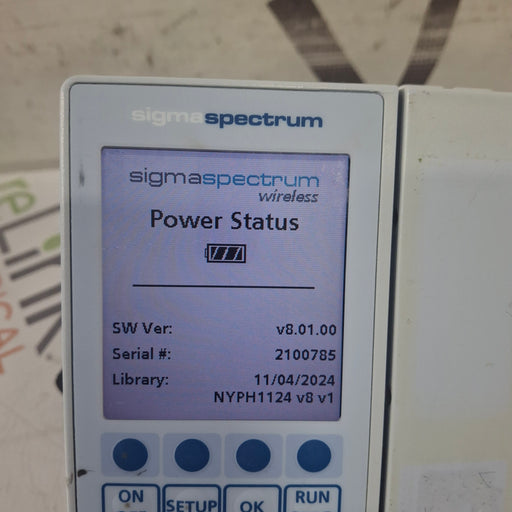 sigmaspectrum
sigmaspectrum
wireless
Power Status
SW Ver: v8.01.00
Serial #: 2100785
Library: 11/04/2024
NYPH1124 v8 v1
ON
SETUP
OK
RUN